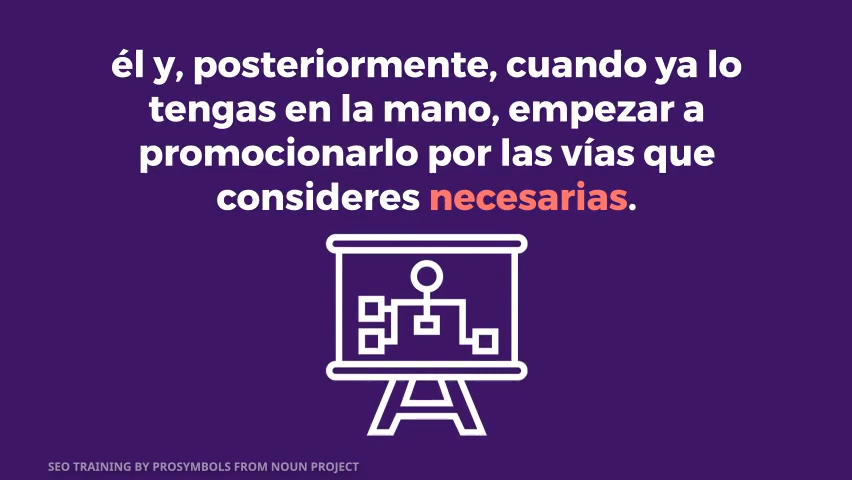 él y, posteriormente, cuando ya lo
tengas en la mano, empezar a
promocionarlo por las vías que
consideres necesarias.
SEO TRAINING BY PROSYMBOLS FROM NOUN PROJECT